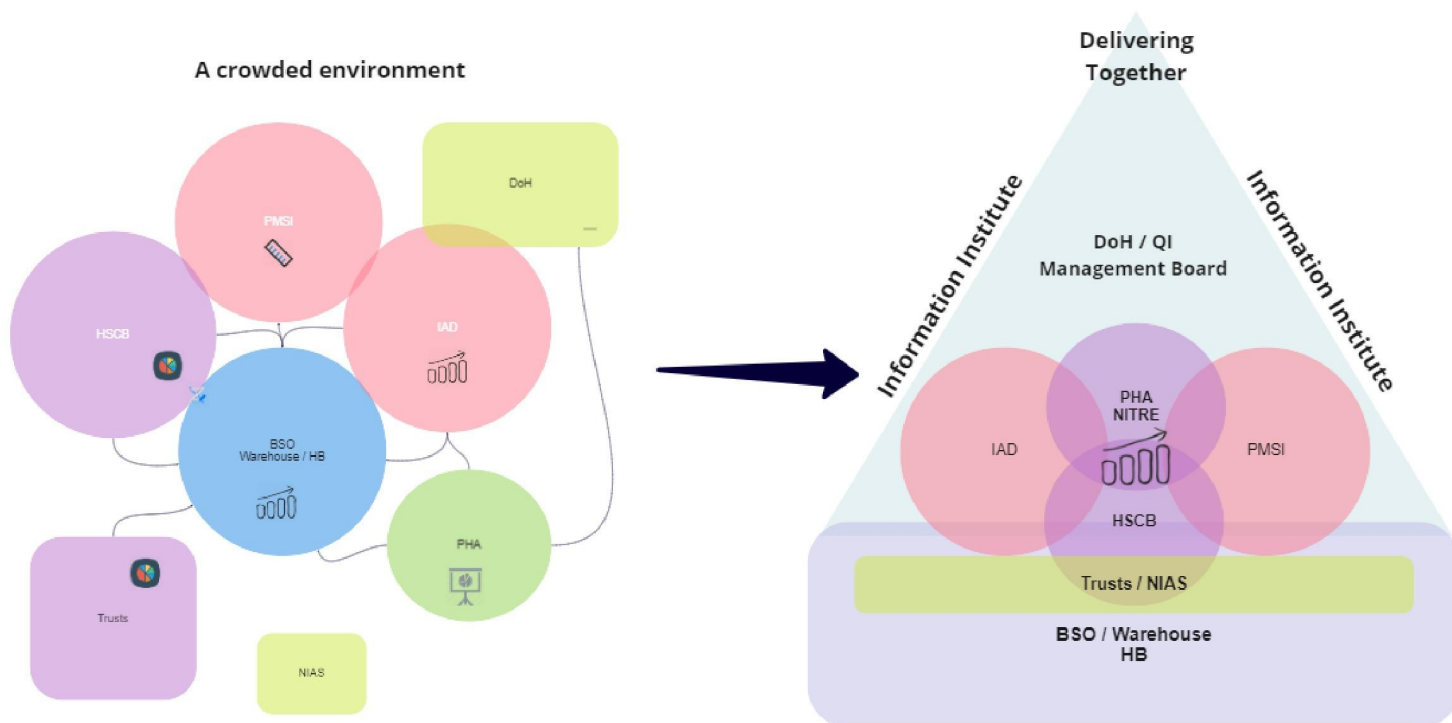 A crowded environment
PMSI
DoH
HSCB
IAD
BSO
Warehouse / HB
PHA
Trusts
NIAS
Delivering
Together
Information Institute
Information Institute
DoH / QI
Management Board
PHA
NITRE
IAD
PMSI
HSCB
Trusts / NIAS
BSO / Warehouse
HB